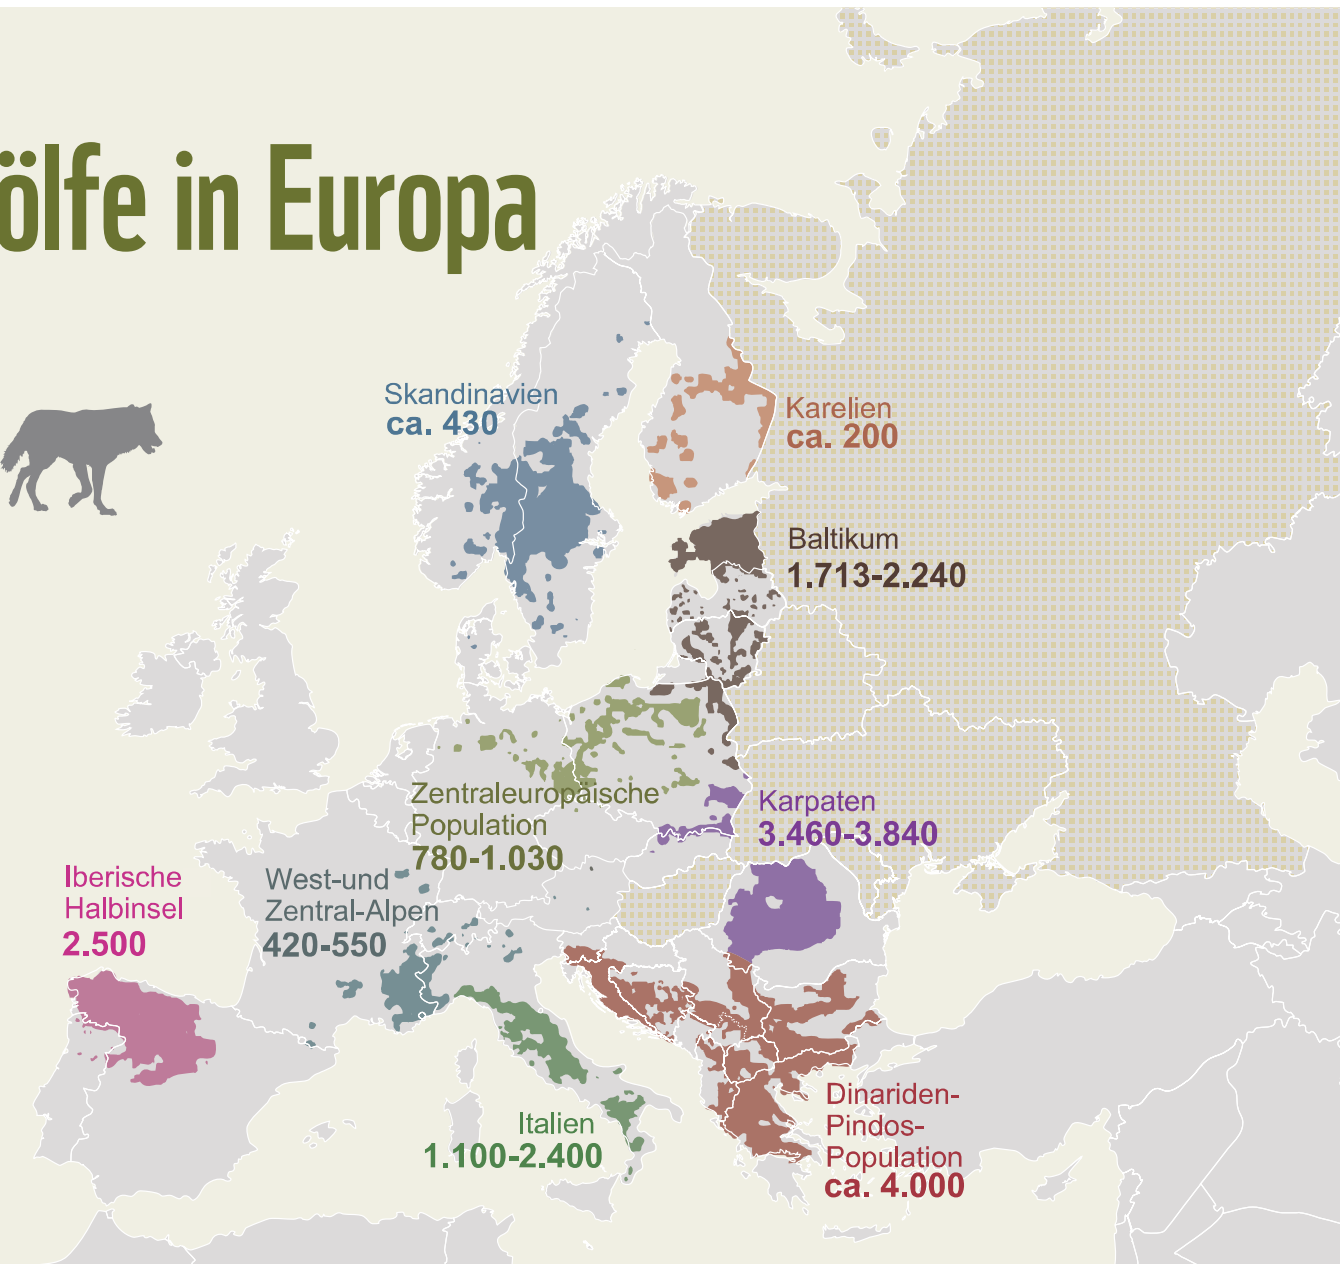 ölfe in Europa
Skandinavien
ca. 430
Karelien
ca. 200
Baltikum
1.713-2.240
Zentraleuropäische
Population
780-1.030
Karpaten
3.460-3.840
Iberische
Halbinsel
2.500
West-und
Zentral-Alpen
420-550
Italien
1.100-2.400
Dinariden-
Pindos-
Population
ca. 4.000